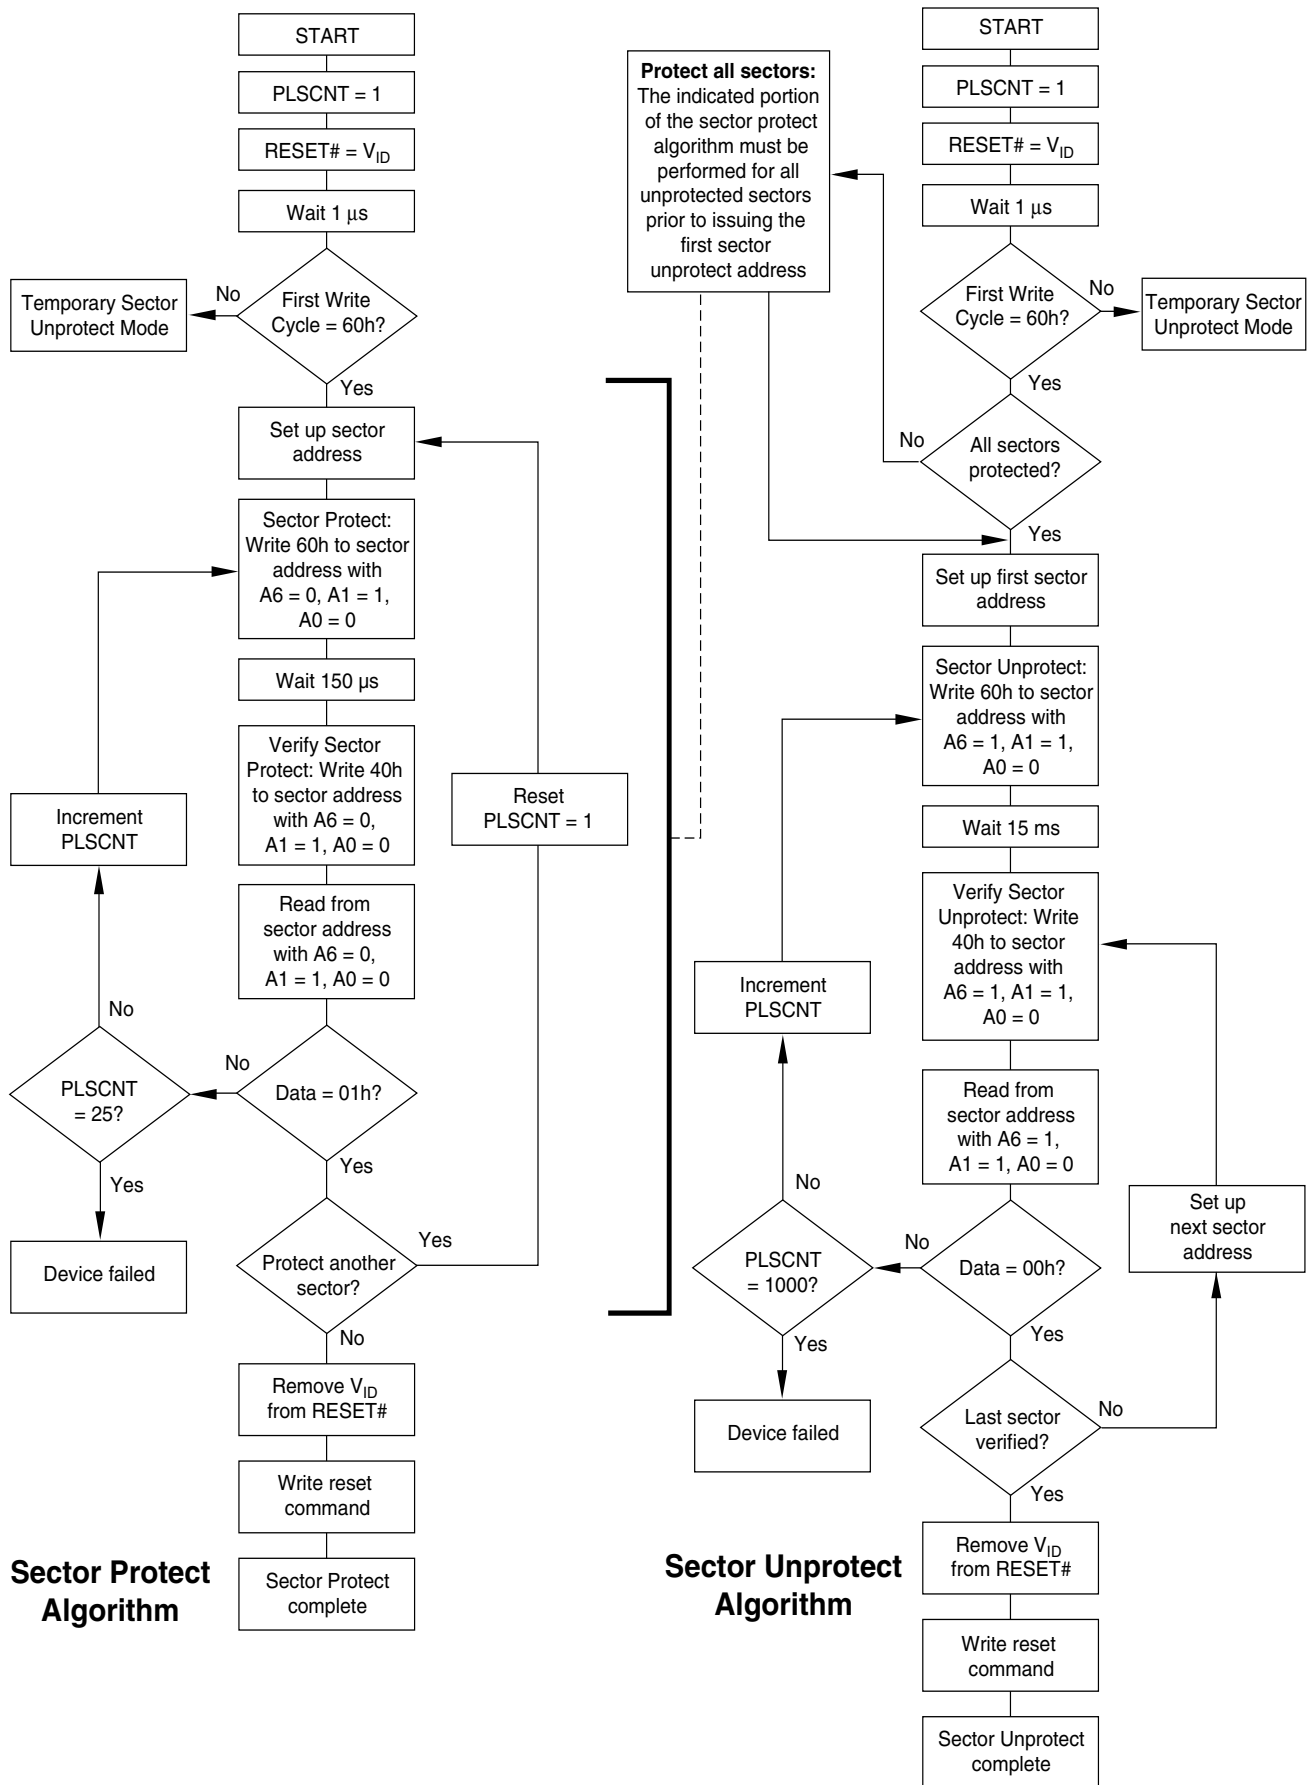 START
PLSCNT = 1
RESET# = VID
Wait 1 μs
First Write
Cycle = 60h?
No
Temporary Sector
Unprotect Mode
Yes
Set up sector
address
Sector Protect:
Write 60h to sector
address with
A6 = 0, A1 = 1,
A0 = 0
Wait 150 µs
Verify Sector
Protect: Write 40h
to sector address
with A6 = 0,
A1 = 1, A0 = 0
Increment
PLSCNT
Reset
PLSCNT = 1
Read from
sector address
with A6 = 0,
A1 = 1, A0 = 0
No
No
PLSCNT
= 25?
Data = 01h?
Yes
Yes
Device failed
Protect another
sector?
Yes
No
Remove VID
from RESET#
Write reset
command
Sector Protect
complete
Sector Protect
Algorithm
Protect all sectors:
The indicated portion
of the sector protect
algorithm must be
performed for all
unprotected sectors
prior to issuing the
first sector
unprotect address
START
PLSCNT = 1
RESET# = VID
Wait 1 μs
First Write
Cycle = 60h?
No
Temporary Sector
Unprotect Mode
Yes
No
All sectors
protected?
Yes
Set up first sector
address
Sector Unprotect:
Write 60h to sector
address with
A6 = 1, A1 = 1,
A0 = 0
Wait 15 ms
Verify Sector
Unprotect: Write
40h to sector
address with
A6 = 1, A1 = 1,
A0 = 0
Increment
PLSCNT
Read from
sector address
with A6 = 1,
A1 = 1, A0 = 0
No
Set up
next sector
address
No
PLSCNT
= 1000?
Data = 00h?
Yes
Yes
Device failed
Last sector
verified?
No
Yes
Remove VID
from RESET#
Write reset
command
Sector Unprotect
complete
Sector Unprotect
Algorithm